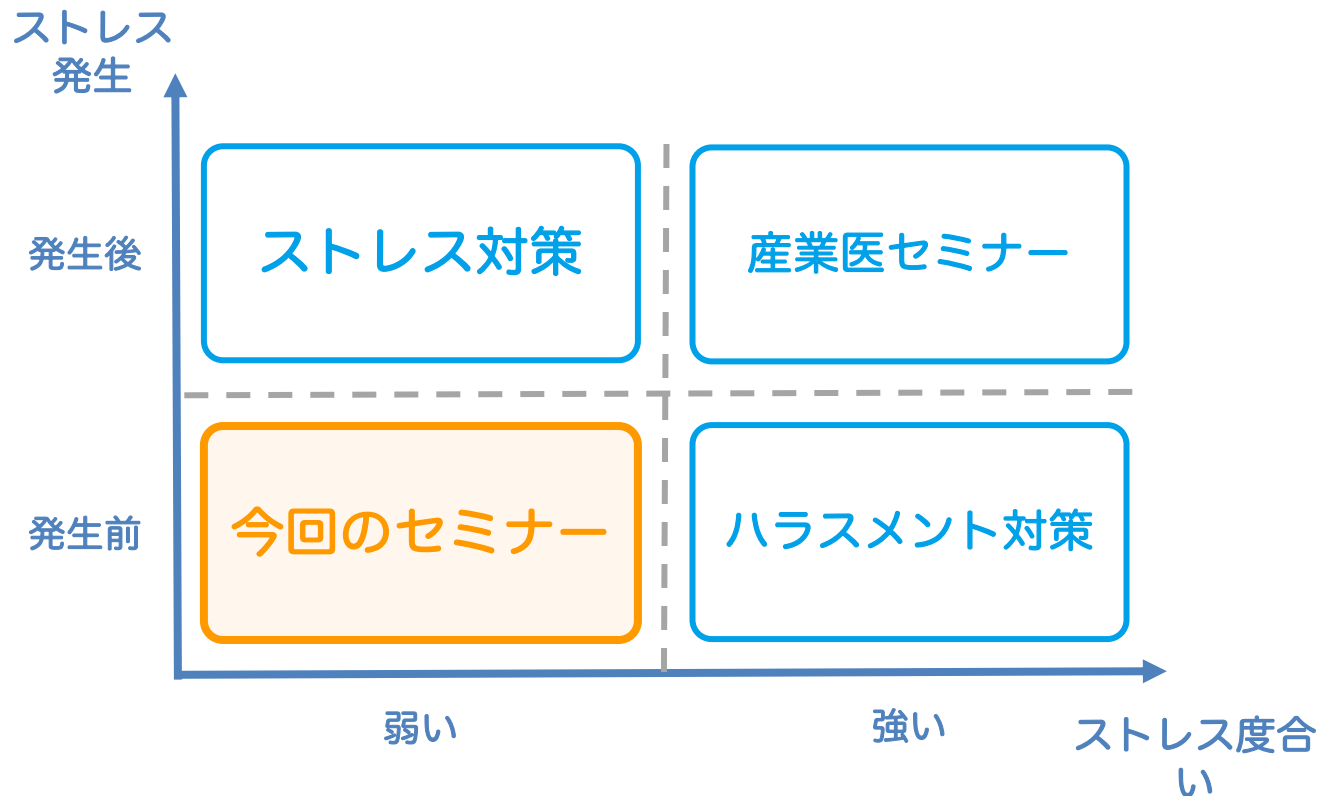 ストレス
発生
発生後
ストレス対策
産業医セミナー
発生前
今回のセミナー
ハラスメント対策
弱い
強い
ストレス度合
い